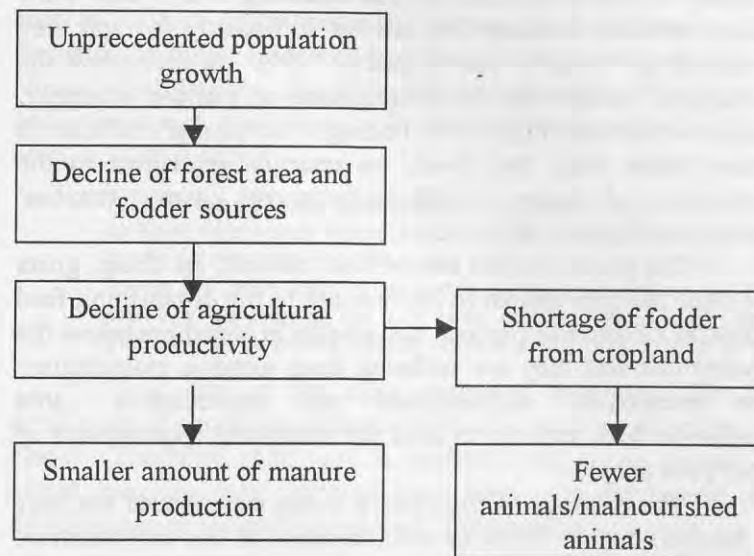 Unprecedented population
growth
Decline of forest area and
fodder sources
Decline of agricultural
productivity
Shortage of fodder
from cropland
Smaller amount of manure
production
Fewer
animals/malnourished
animals